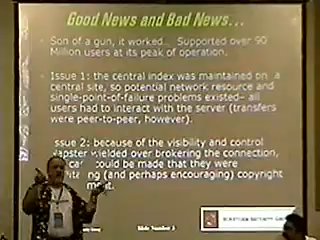 Good News and Bad News...
Son of a gun, it worked... Supported over 90
Million users at its peak of operation.
Issue 1: the central index was maintained on a
central site, so potential network resource and
single-point-of-failure problems existed– all
users had to interact with the server (transfers
were peer-to-peer, however).
ssue 2: because of the visibility and control
apster wielded over brokering the connection,
ould be made that they were
(and perhaps encouraging) copyright
Slide Number 3